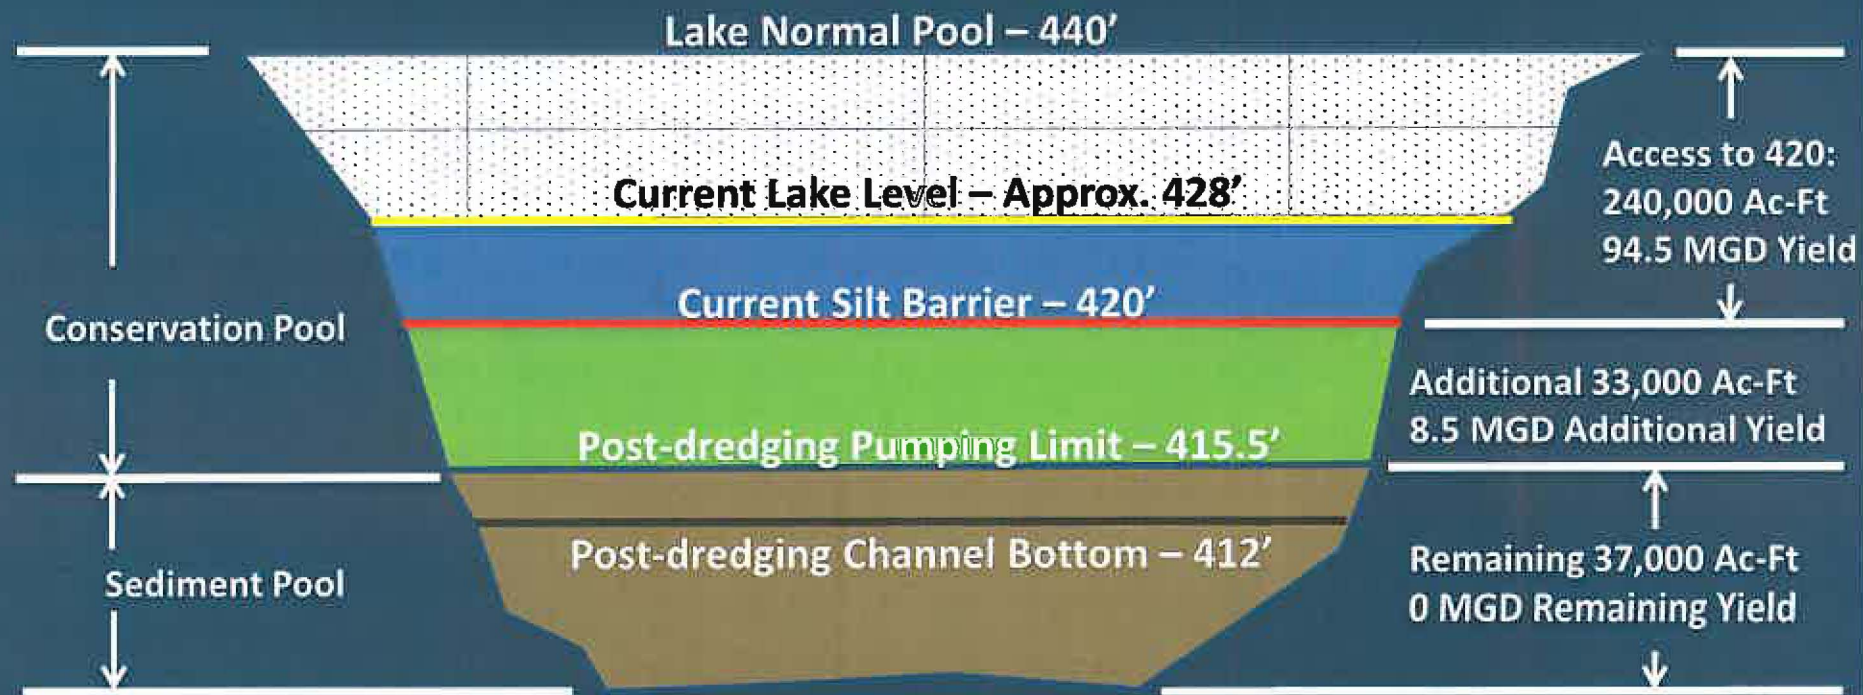 Lake Normal Pool – 440’
Current Lake Level – Approx. 428’
Access to 420:
240,000 Ac-Ft
94.5 MGD Yield
Current Silt Barrier – 420’
Conservation Pool
Additional 33,000 Ac-Ft
8.5 MGD Additional Yield
Post-dredging Pumping Limit – 415.5’
Post-dredging Channel Bottom – 412’
Sediment Pool
Remaining 37,000 Ac-Ft
0 MGD Remaining Yield